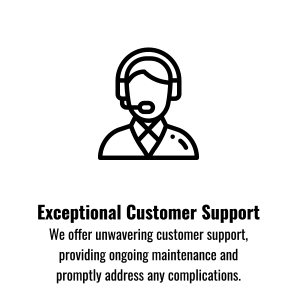 Exceptional Customer Support
We offer unwavering customer support,
providing ongoing maintenance and
promptly address any complications.